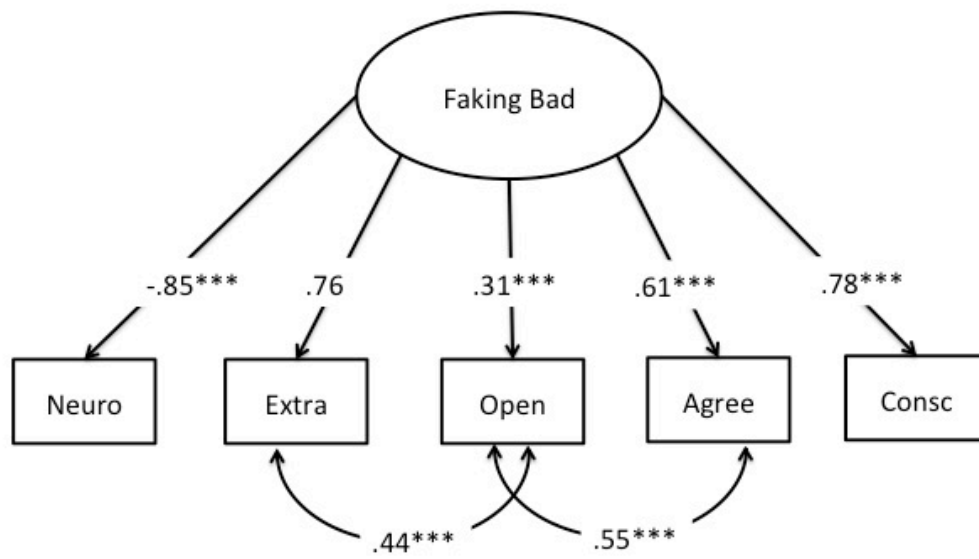 Faking Bad
-.85*** .76 .31*** .61*** .78***
Neuro Extra Open Agree Consc
.44*** .55***